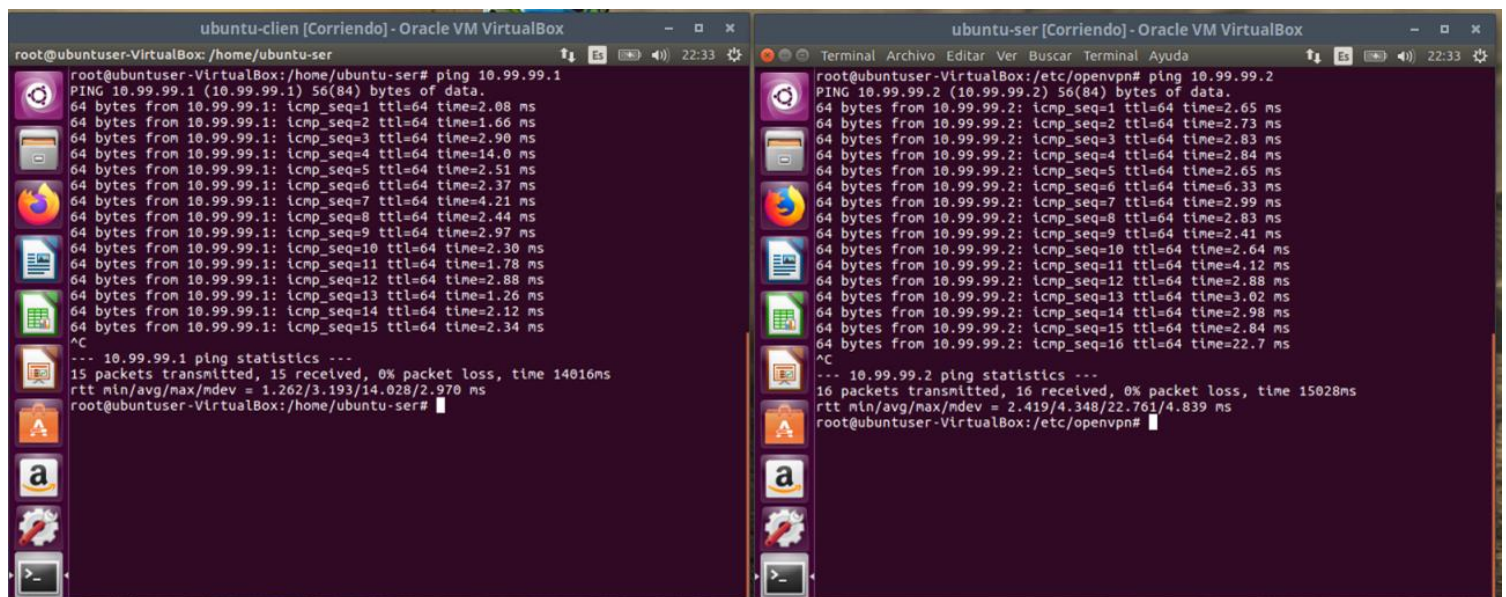 ubuntu-clien [Corriendo] - Oracle VM VirtualBox
root@ubuntuser-VirtualBox: /home/ubuntu-ser
Es
22:33
root@ubuntuser-VirtualBox:/home/ubuntu-ser# ping 10.99.99.1
PING 10.99.99.1 (10.99.99.1) 56(84) bytes of data.
64 bytes from 10.99.99.1: icmp_seq=1 ttl=64 time=2.08 ms
64 bytes from 10.99.99.1: icmp_seq=2 ttl=64 time=1.66 ms
64 bytes from 10.99.99.1: icmp_seq=3 ttl=64 time=2.90 ms
64 bytes from 10.99.99.1: icmp_seq=4 ttl=64 time=14.0 ms
64 bytes from 10.99.99.1: icmp_seq=5 ttl=64 time=2.51 ms
64 bytes from 10.99.99.1: icmp_seq=6 ttl=64 time=2.37 ms
64 bytes from 10.99.99.1: icmp_seq=7 ttl=64 time=4.21 ms
64 bytes from 10.99.99.1: icmp_seq=8 ttl=64 time=2.44 ms
64 bytes from 10.99.99.1: icmp_seq=9 ttl=64 time=2.97 ms
64 bytes from 10.99.99.1: icmp_seq=10 ttl=64 time=2.30 ms
64 bytes from 10.99.99.1: icmp_seq=11 ttl=64 time=1.78 ms
64 bytes from 10.99.99.1: icmp_seq=12 ttl=64 time=2.88 ms
64 bytes from 10.99.99.1: icmp_seq=13 ttl=64 time=1.26 ms
64 bytes from 10.99.99.1: icmp_seq=14 ttl=64 time=2.12 ms
64 bytes from 10.99.99.1: icmp_seq=15 ttl=64 time=2.34 ms
^C
--- 10.99.99.1 ping statistics ---
15 packets transmitted, 15 received, 0% packet loss, time 14016ms
rtt min/avg/max/mdev = 1.262/3.193/14.028/2.970 ms
root@ubuntuser-VirtualBox:/home/ubuntu-ser#
ubuntu-ser [Corriendo] - Oracle VM VirtualBox
Terminal Archivo Editar Ver Buscar Terminal Ayuda
Es
22:33
root@ubuntuser-VirtualBox:/etc/openvpn# ping 10.99.99.2
PING 10.99.99.2 (10.99.99.2) 56(84) bytes of data.
64 bytes from 10.99.99.2: icmp_seq=1 ttl=64 time=2.65 ms
64 bytes from 10.99.99.2: icmp_seq=2 ttl=64 time=2.73 ms
64 bytes from 10.99.99.2: icmp_seq=3 ttl=64 time=2.83 ms
64 bytes from 10.99.99.2: icmp_seq=4 ttl=64 time=2.84 ms
64 bytes from 10.99.99.2: icmp_seq=5 ttl=64 time=2.65 ms
64 bytes from 10.99.99.2: icmp_seq=6 ttl=64 time=6.33 ms
64 bytes from 10.99.99.2: icmp_seq=7 ttl=64 time=2.99 ms
64 bytes from 10.99.99.2: icmp_seq=8 ttl=64 time=2.83 ms
64 bytes from 10.99.99.2: icmp_seq=9 ttl=64 time=2.41 ms
64 bytes from 10.99.99.2: icmp_seq=10 ttl=64 time=2.64 ms
64 bytes from 10.99.99.2: icmp_seq=11 ttl=64 time=4.12 ms
64 bytes from 10.99.99.2: icmp_seq=12 ttl=64 time=2.88 ms
64 bytes from 10.99.99.2: icmp_seq=13 ttl=64 time=3.02 ms
64 bytes from 10.99.99.2: icmp_seq=14 ttl=64 time=2.98 ms
64 bytes from 10.99.99.2: icmp_seq=15 ttl=64 time=2.84 ms
64 bytes from 10.99.99.2: icmp_seq=16 ttl=64 time=22.7 ms
^C
--- 10.99.99.2 ping statistics ---
16 packets transmitted, 16 received, 0% packet loss, time 15028ms
rtt min/avg/max/mdev = 2.419/4.348/22.761/4.839 ms
root@ubuntuser-VirtualBox:/etc/openvpn#